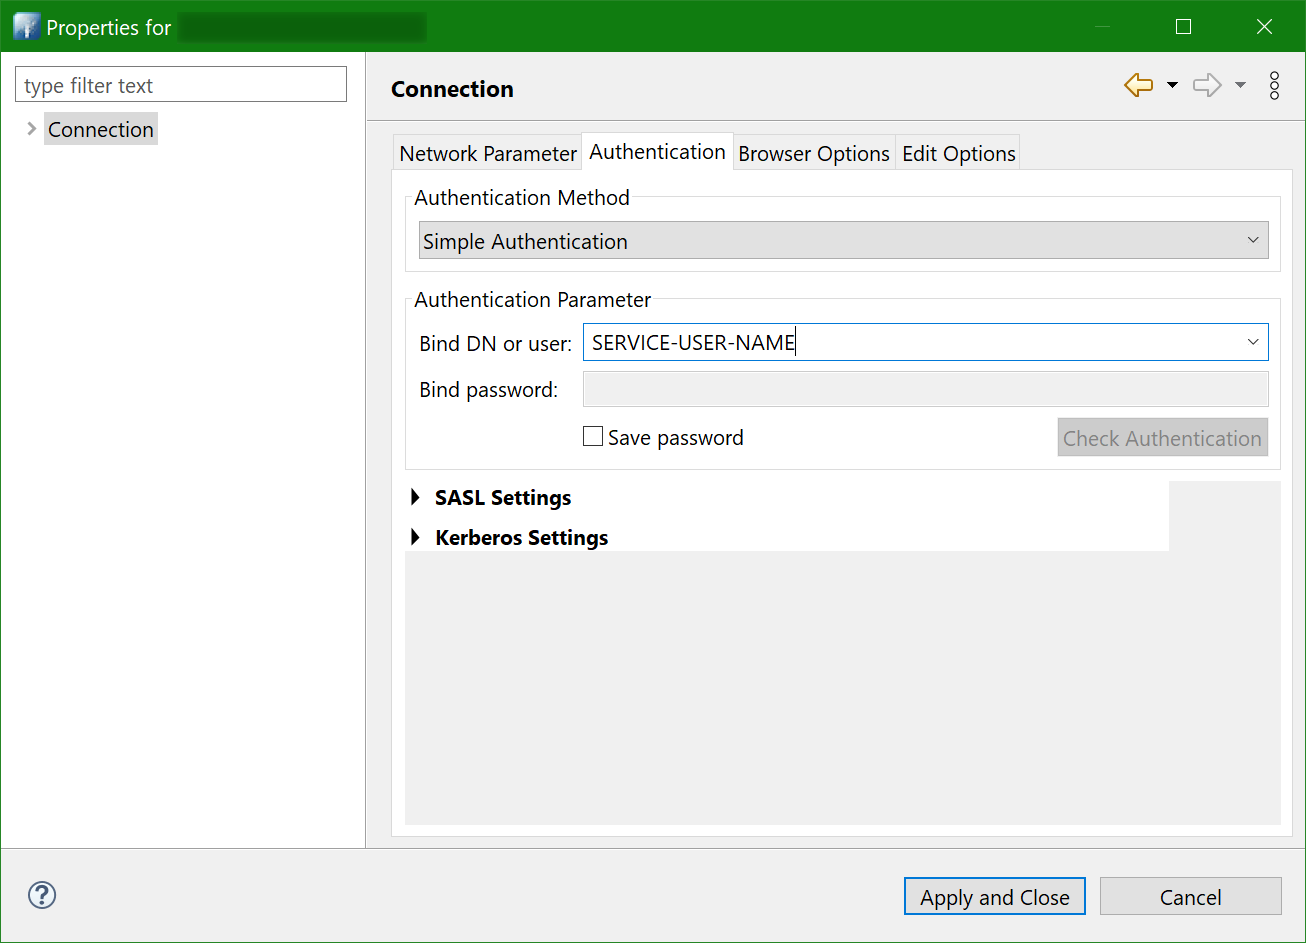 Properties for
type filter text
Connection
Connection
Network Parameter Authentication Browser Options Edit Options
Authentication Method
Simple Authentication
Authentication Parameter
Bind DN or user: SERVICE-USER-NAME
Bind password:
Save password Check Authentication
SASL Settings
Kerberos Settings
?
Apply and Close Cancel